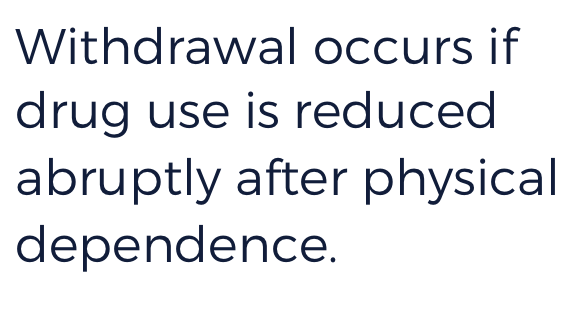 Withdrawal occurs if
drug use is reduced
abruptly after physical
dependence.